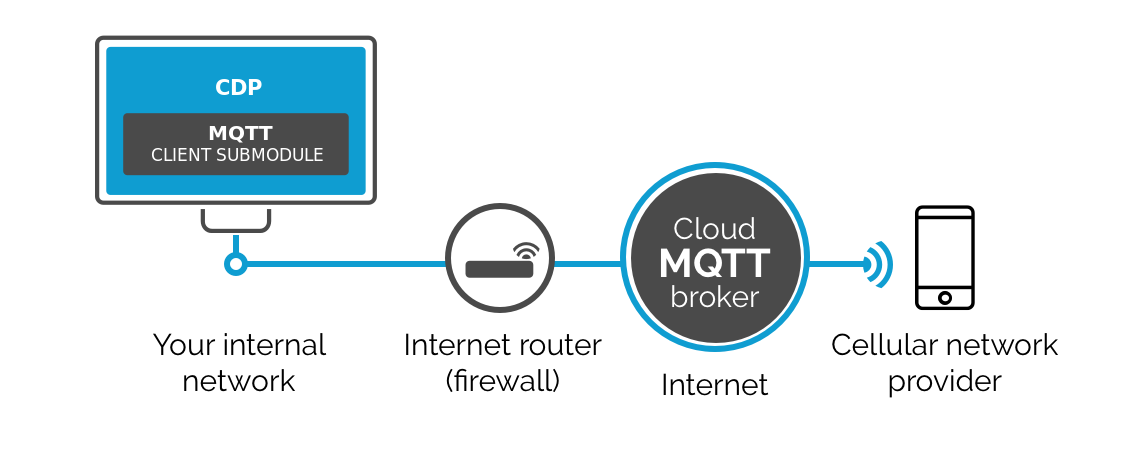 CDP
MQTT
CLIENT SUBMODULE
Cloud
MQTT
broker
Your internal
network
Internet router
(firewall)
Internet
Cellular network
provider